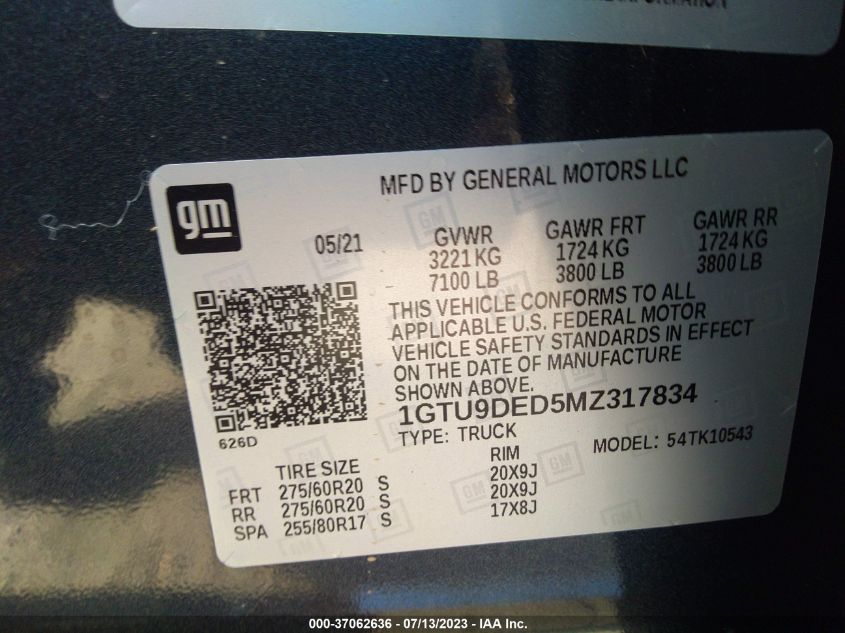 MFD BY GENERAL MOTORS LLC
gm
05/21
GVWR GAWR FRT GAWR RR
3221 KG 1724 KG 1724 KG
7100 LB 3800 LB 3800 LB
THIS VEHICLE CONFORMS TO ALL
APPLICABLE U.S. FEDERAL MOTOR
VEHICLE SAFETY STANDARDS IN EFFECT
ON THE DATE OF MANUFACTURE
SHOWN ABOVE.
1GTU9DED5MZ317834
626D
TYPE: TRUCK MODEL: 54TK10543
TIRE SIZE RIM
FRT 275/60R20 S 20X9J
RR 275/60R20 S 20X9J
SPA 255/80R17 S 17X8J
000-37062636 - 07/13/2023 - IAA Inc.